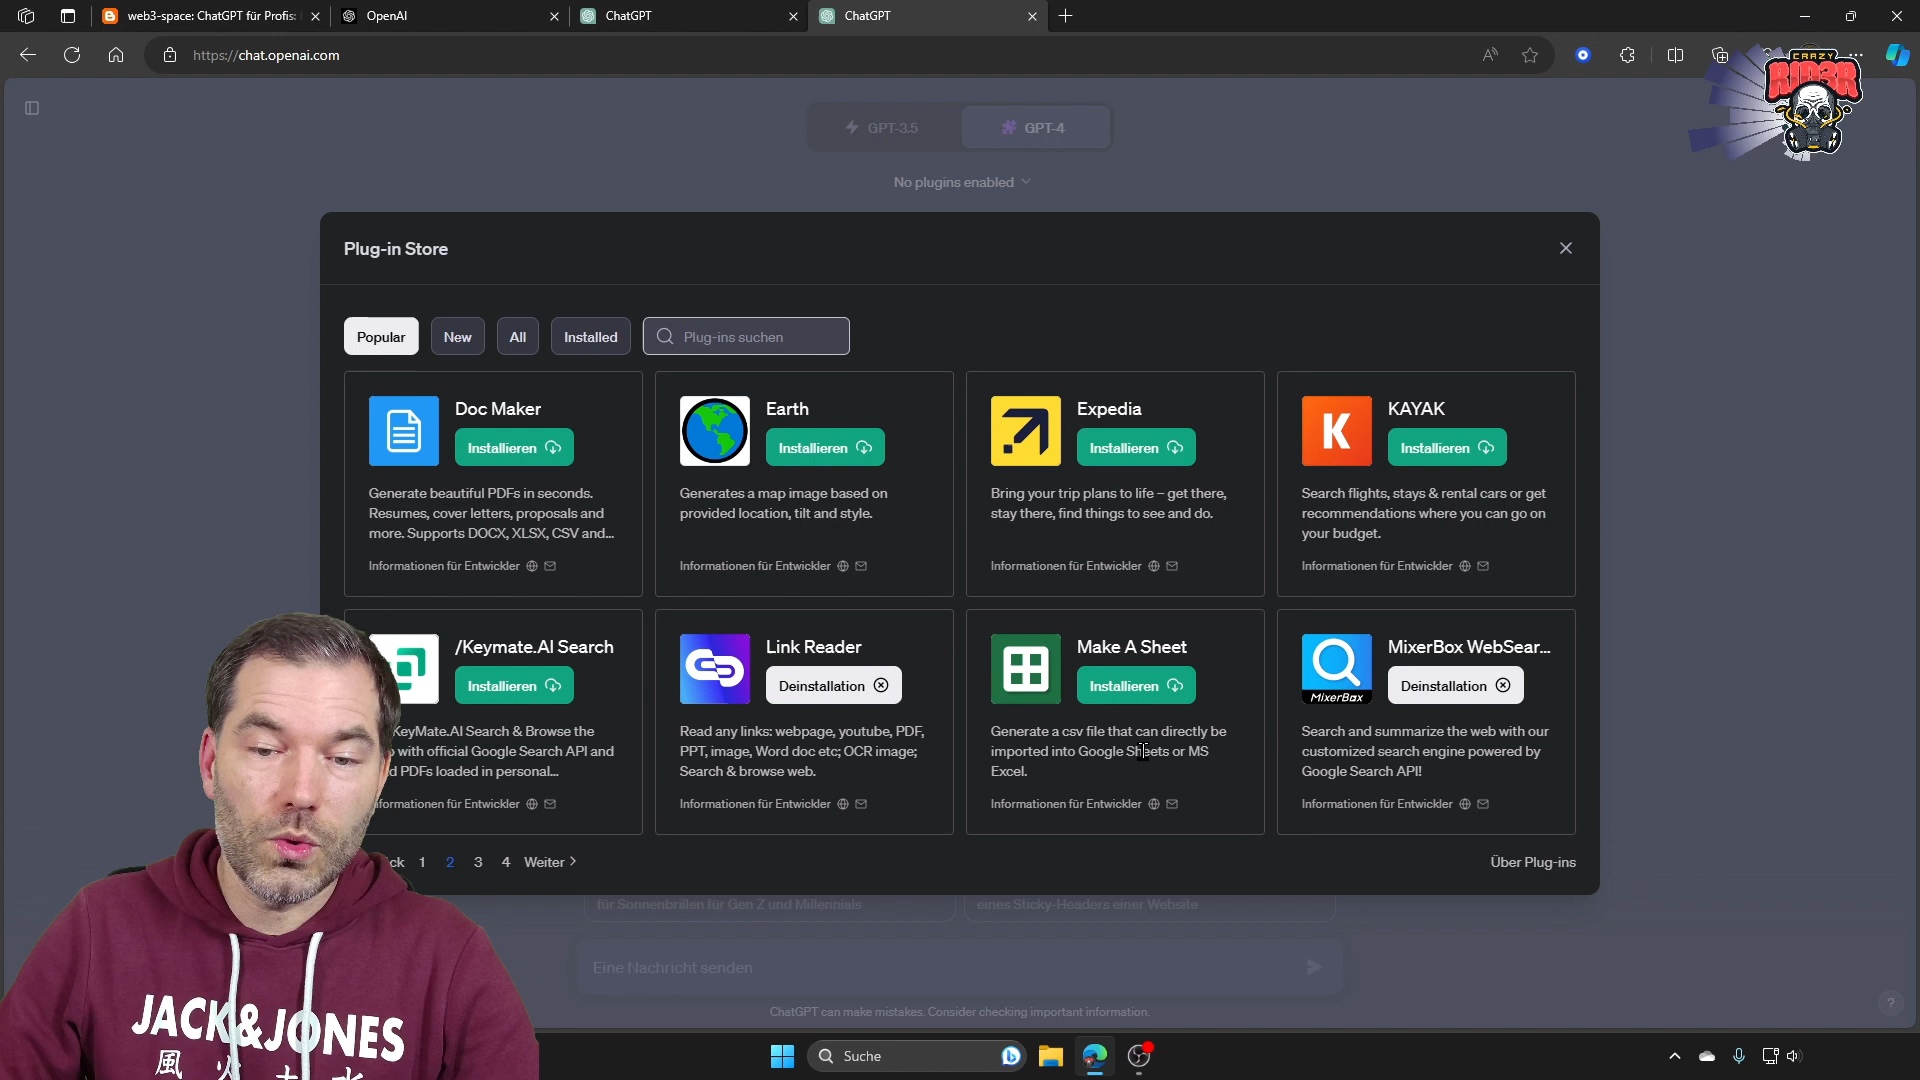 web3-space: ChatGPT für Profis:
OpenAI
ChatGPT
ChatGPT
https://chat.openai.com
CRAZY
RID3R
GPT-3.5
GPT-4
No plugins enabled
Plug-in Store
Popular
New
All
Installed
Plug-ins suchen
Doc Maker
Installieren
Generate beautiful PDFs in seconds.
Resumes, cover letters, proposals and
more. Supports DOCX, XLSX, CSV and...
Informationen für Entwickler
Earth
Installieren
Generates a map image based on
provided location, tilt and style.
Informationen für Entwickler
Expedia
Installieren
Bring your trip plans to life – get there,
stay there, find things to see and do.
Informationen für Entwickler
K
KAYAK
Installieren
Search flights, stays & rental cars or get
recommendations where you can go on
your budget.
Informationen für Entwickler
/Keymate.AI Search
Installieren
KeyMate.AI Search & Browse the
with official Google Search API and
PDFs loaded in personal...
formationen für Entwickler
Link Reader
Deinstallation
Read any links: webpage, youtube, PDF,
PPT, image, Word doc etc; OCR image;
Search & browse web.
Informationen für Entwickler
Make A Sheet
Installieren
Generate a csv file that can directly be
imported into Google Sheets or MS
Excel.
Informationen für Entwickler
MixerBox
MixerBox WebSear...
Deinstallation
Search and summarize the web with our
customized search engine powered by
Google Search API!
Informationen für Entwickler
ck 1 2 3 4 Weiter
Über Plug-ins
für Sonnenbrillen für Gen Z und Millennials
eines Sticky-Headers einer Website
Eine Nachricht senden
ChatGPT can make mistakes. Consider checking important information.
?
JACK&JONES
風
Suche